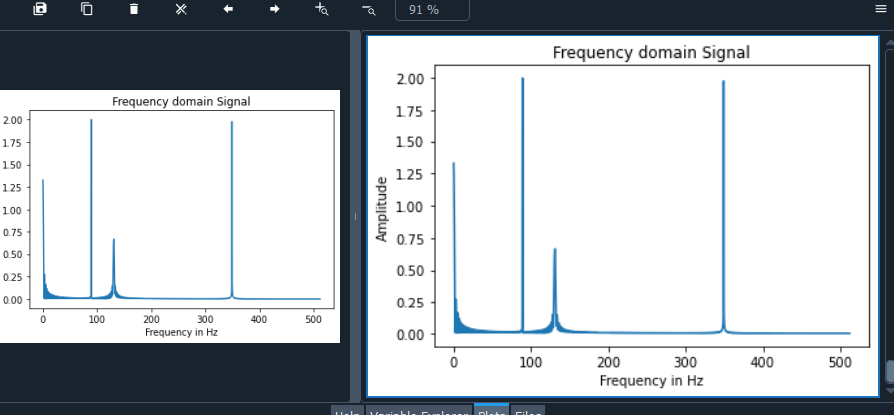 91 %
Frequency domain Signal
2.00
1.75
1.50
1.25
1.00
0.75
0.50
0.25
0.00
0 100 200 300 400 500
Frequency in Hz
Frequency domain Signal
Amplitude
2.00
1.75
1.50
1.25
1.00
0.75
0.50
0.25
0.00
0 100 200 300 400 500
Frequency in Hz
Help Variable Explorer Plots Files